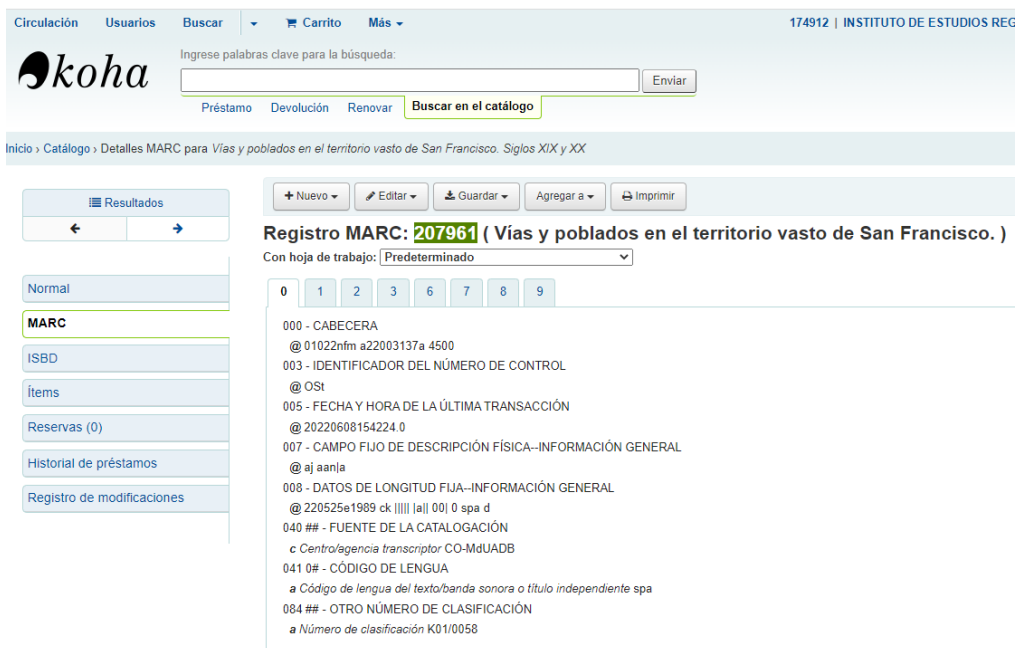 Circulación Usuarios Buscar Carrito Más 174912 | INSTITUTO DE ESTUDIOS REG
koha
Ingrese palabras clave para la búsqueda:
Enviar
Préstamo Devolución Renovar Buscar en el catálogo
Inicio › Catálogo › Detalles MARC para Vías y poblados en el territorio vasto de San Francisco. Siglos XIX y XX
Resultados
Normal
MARC
ISBD
Ítems
Reservas (0)
Historial de préstamos
Registro de modificaciones
Nuevo Editar Guardar Agregar a Imprimir
Registro MARC: 207961 ( Vías y poblados en el territorio vasto de San Francisco. )
Con hoja de trabajo: Predeterminado
0 1 2 3 6 7 8 9
000 - CABECERA
@ 01022nfm a22003137a 4500
003 - IDENTIFICADOR DEL NÚMERO DE CONTROL
@ OSt
005 - FECHA Y HORA DE LA ÚLTIMA TRANSACCIÓN
@ 20220608154224.0
007 - CAMPO FIJO DE DESCRIPCIÓN FÍSICA--INFORMACIÓN GENERAL
@ aj aan|a
008 - DATOS DE LONGITUD FIJA--INFORMACIÓN GENERAL
@ 220525e1989 ck ||||| |a|| 00| 0 spa d
040 ## - FUENTE DE LA CATALOGACIÓN
c Centro/agencia transcriptor CO-MdUADB
041 0# - CÓDIGO DE LENGUA
a Código de lengua del texto/banda sonora o título independiente spa
084 ## - OTRO NÚMERO DE CLASIFICACIÓN
a Número de clasificación K01/0058